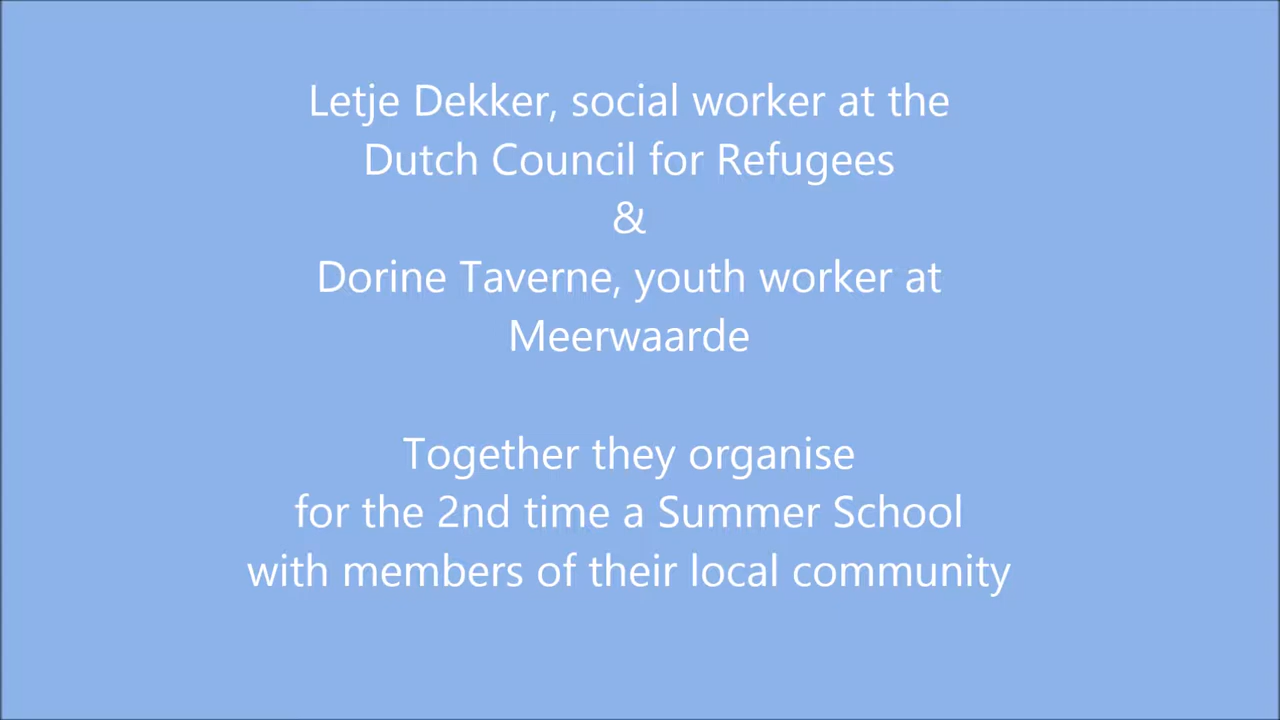 Letje Dekker, social worker at the
Dutch Council for Refugees
&
Dorine Taverne, youth worker at
Meerwaarde
Together they organise
for the 2nd time a Summer School
with members of their local community